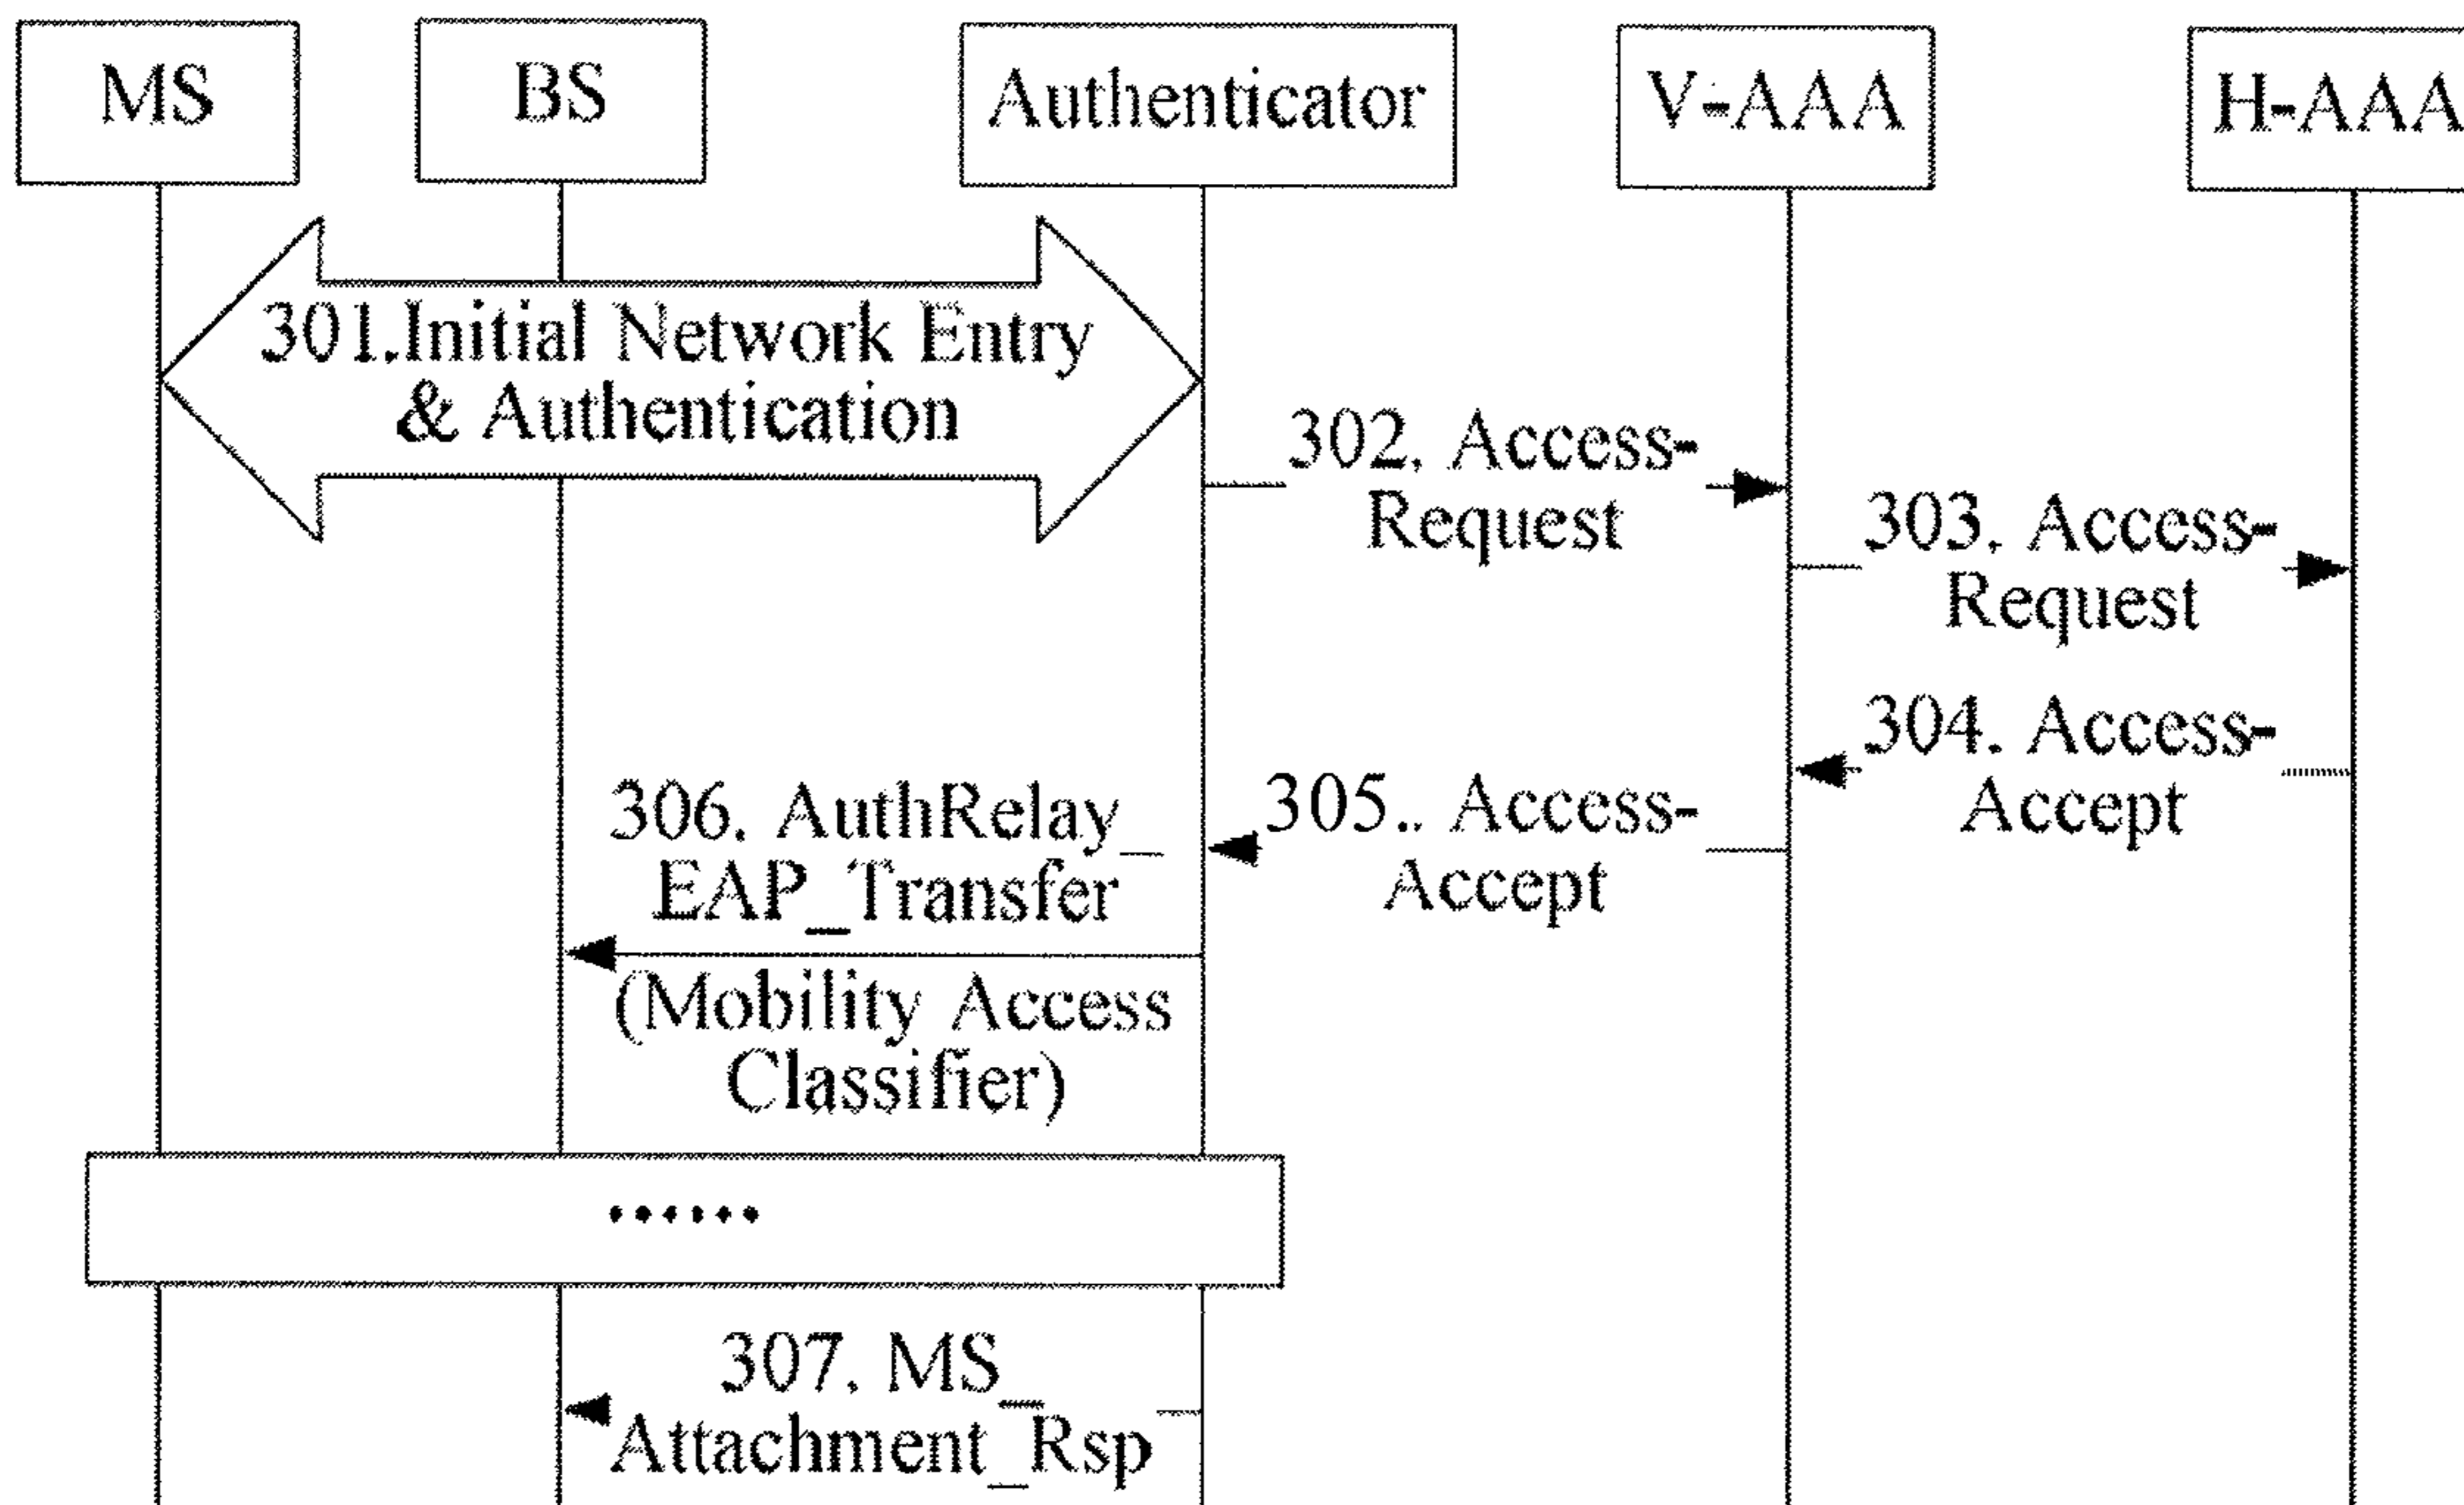 MS
BS
Authenticator
V-AAA
H-AAA
301.Initial Network Entry
& Authentication
302. Access-
Request
303. Access-
Request
304. Access-
Accept
305.. Access-
Accept
306. AuthRelay_
EAP_Transfer
(Mobility Access
Classifier)
......
307. MS_
Attachment_Rsp